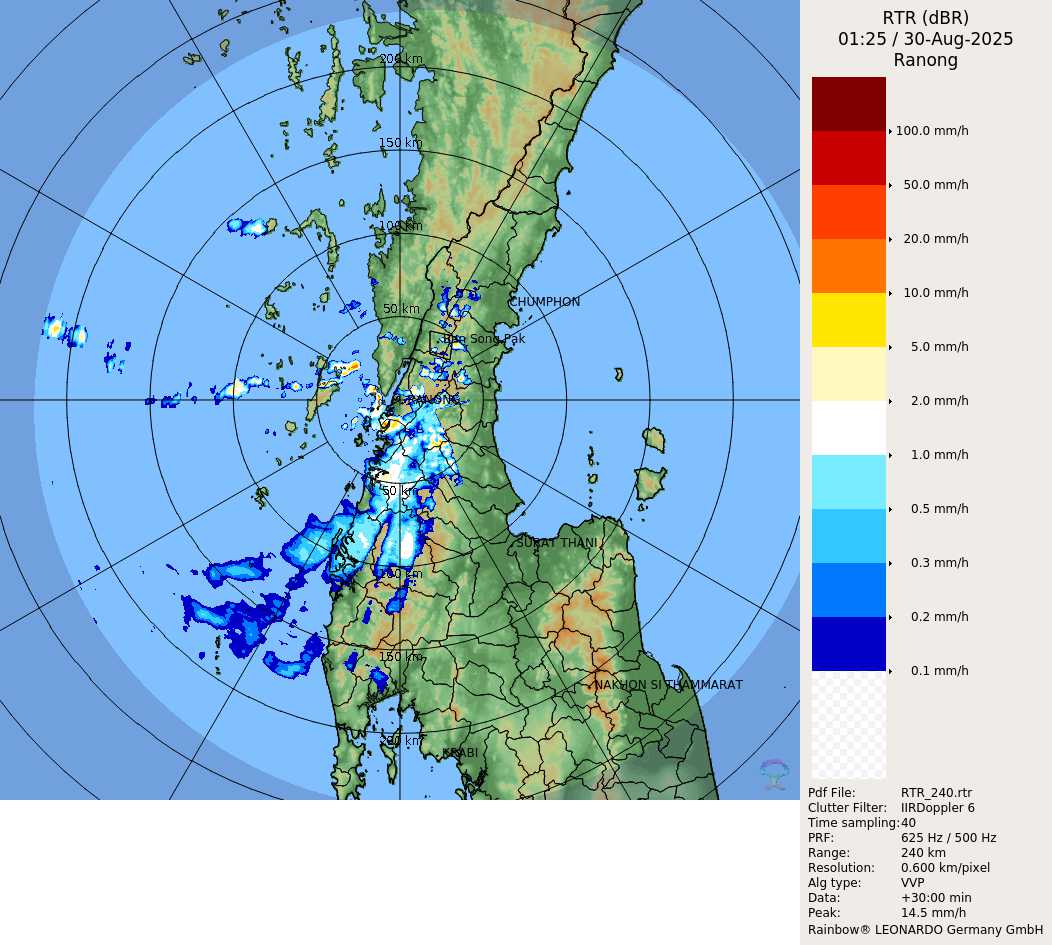 RTR (dBR)
01:25 / 30-Aug-2025
Ranong
200 km
150 km
100 km
50 km
CHUMPHON
Ban Song Pak
RANONG
50 km
SURAT THANI
100 km
150 km
NAKHON SI THAMMARAT
200 km
KRABI
100.0 mm/h
50.0 mm/h
20.0 mm/h
10.0 mm/h
5.0 mm/h
2.0 mm/h
1.0 mm/h
0.5 mm/h
0.3 mm/h
0.2 mm/h
0.1 mm/h
Pdf File: RTR_240.rtr
Clutter Filter: IIRDoppler 6
Time sampling: 40
PRF: 625 Hz / 500 Hz
Range: 240 km
Resolution: 0.600 km/pixel
Alg type: VVP
Data: +30:00 min
Peak: 14.5 mm/h
Rainbow® LEONARDO Germany GmbH